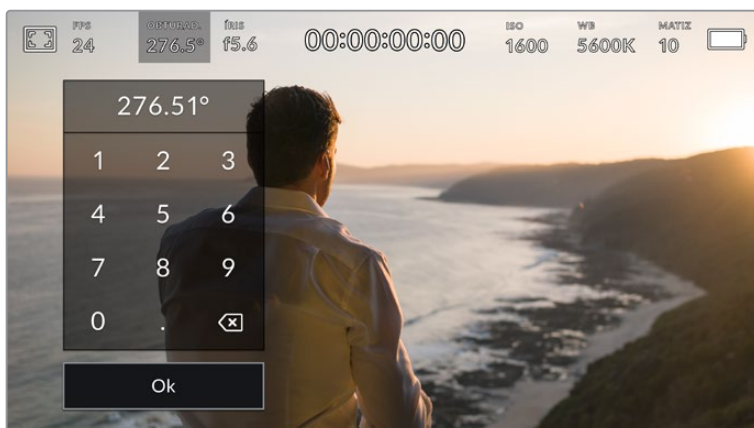 FPS OBTURAD. ÍRIS ISO WB MATIZ
24 276.5° f5.6 00:00:00:00 1600 5600K 10
276.51°
1 2 3
4 5 6
7 8 9
0 .
Ok